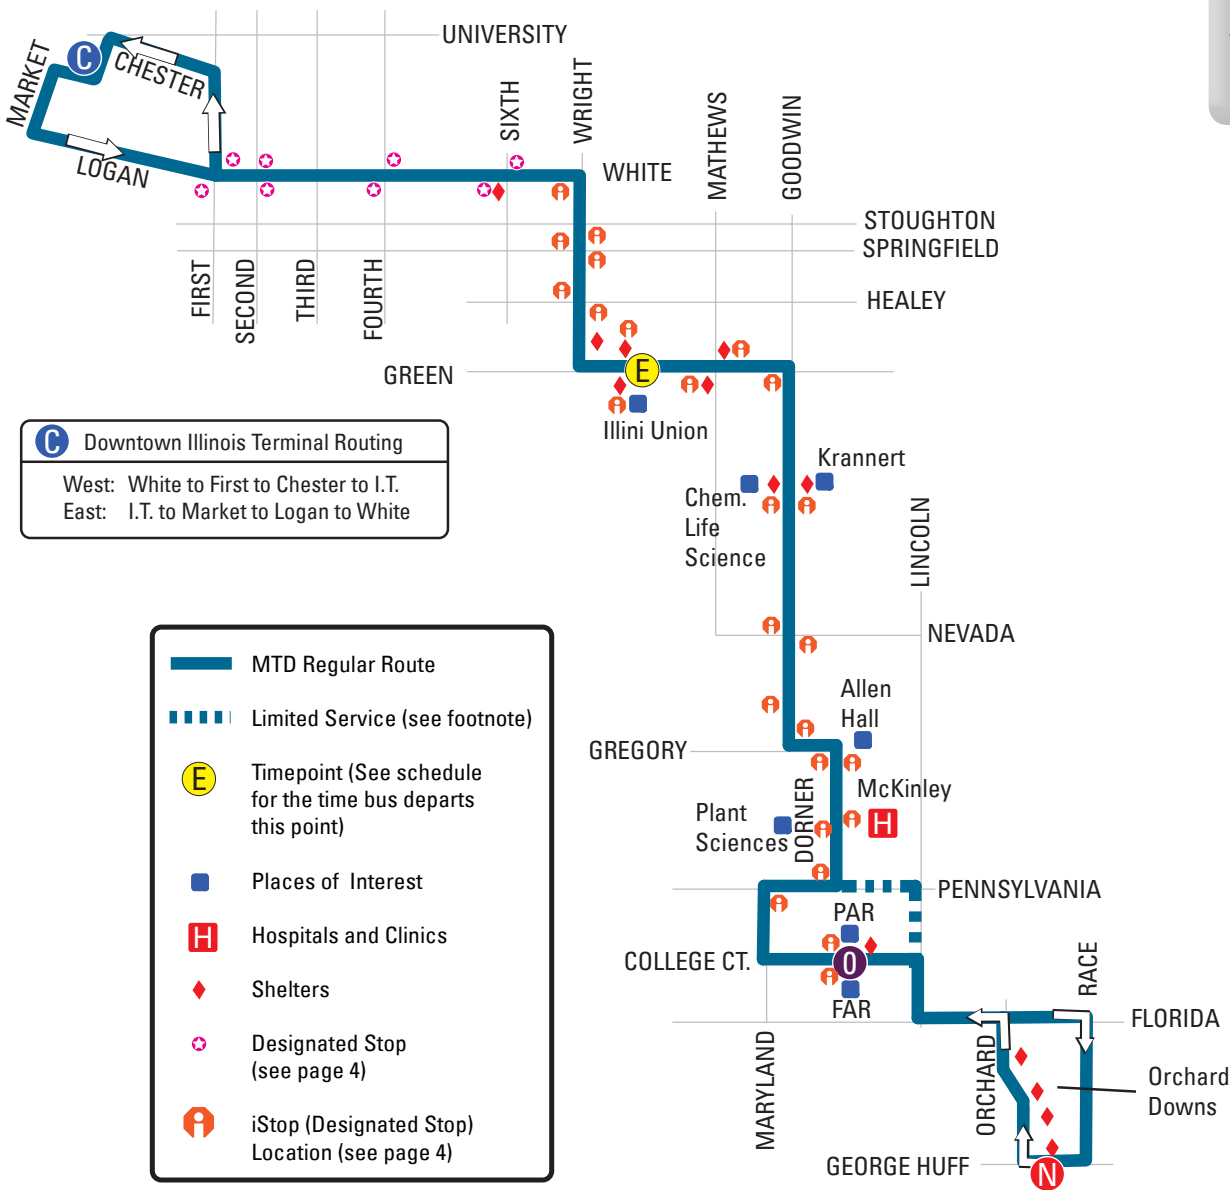 UNIVERSITY
MARKET
C
CHESTER
LOGAN
SIXTH
WRIGHT
MATHEWS
GOODWIN
WHITE
STOUGHTON
SPRINGFIELD
FIRST
SECOND
THIRD
FOURTH
HEALEY
GREEN
E
Illini Union
C Downtown Illinois Terminal Routing
West: White to First to Chester to I.T.
East: I.T. to Market to Logan to White
Krannert
Chem.
Life
Science
LINCOLN
NEVADA
MTD Regular Route
Limited Service (see footnote)
E
Timepoint (See schedule
for the time bus departs
this point)
Places of Interest
H Hospitals and Clinics
Shelters
Designated Stop
(see page 4)
iStop (Designated Stop)
Location (see page 4)
Allen
Hall
GREGORY
McKinley
H
Plant
Sciences
DORNER
PENNSYLVANIA
PAR
COLLEGE CT.
O
FAR
RACE
FLORIDA
MARYLAND
ORCHARD
Orchard
Downs
GEORGE HUFF
N